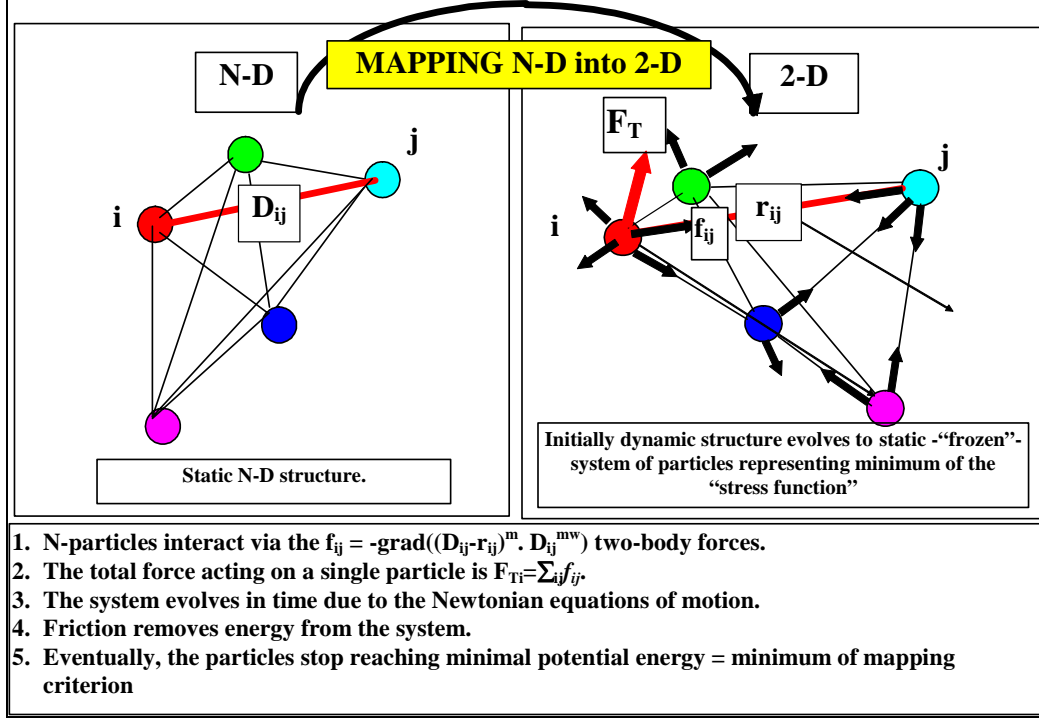 MAPPING N-D into 2-D
N-D
2-D
F_T
j
D_ij
i
j
r_ij
f_ij
i
Static N-D structure.
Initially dynamic structure evolves to static -“frozen”-
system of particles representing minimum of the
“stress function”
1. N-particles interact via the f_ij = -grad((D_ij-r_ij)^m. D_ij^mw) two-body forces.
2. The total force acting on a single particle is F_Ti=∑_ij f_ij.
3. The system evolves in time due to the Newtonian equations of motion.
4. Friction removes energy from the system.
5. Eventually, the particles stop reaching minimal potential energy = minimum of mapping
criterion